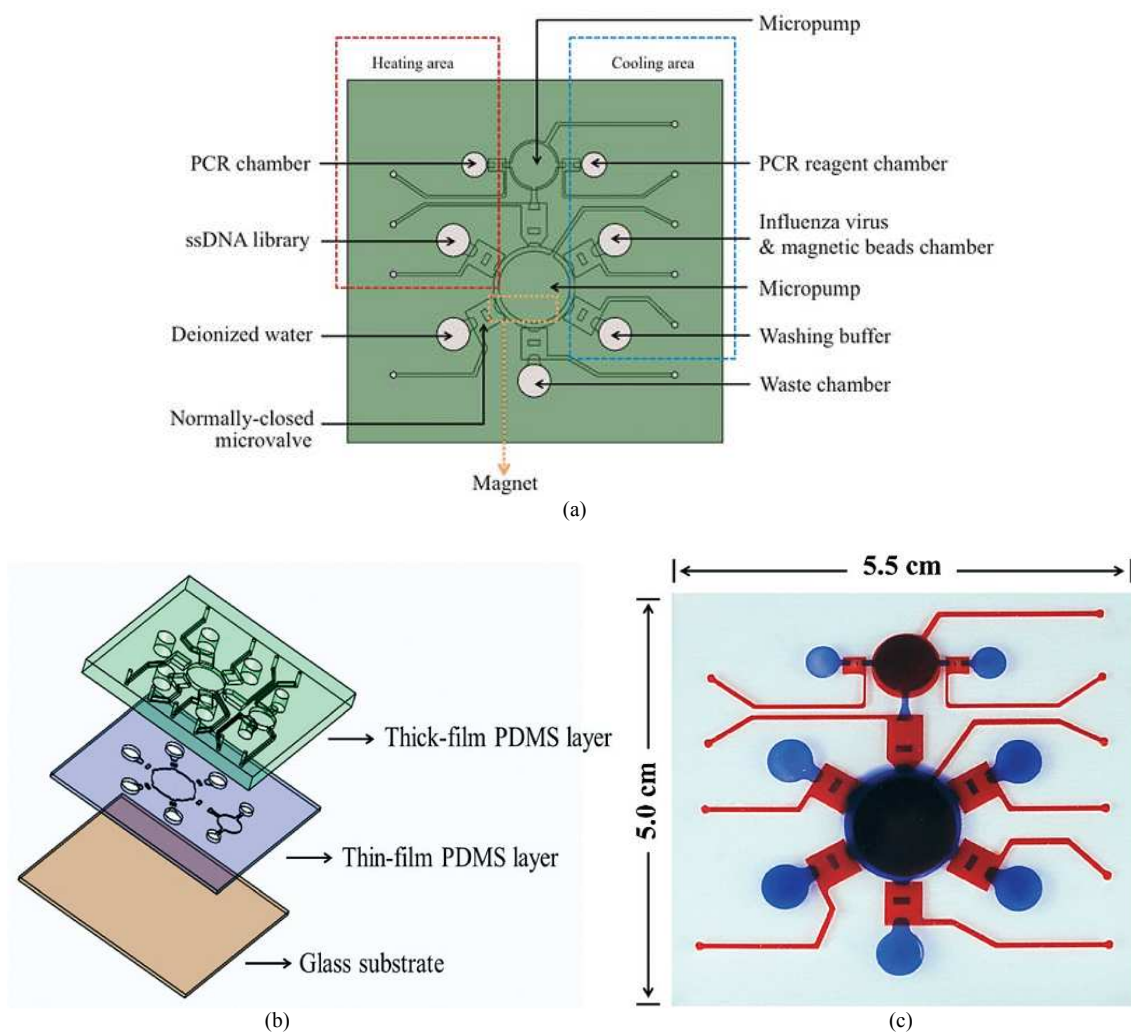 Micropump
Heating area
Cooling area
PCR chamber
PCR reagent chamber
ssDNA library
Influenza virus
& magnetic beads chamber
Micropump
Deionized water
Washing buffer
Waste chamber
Normally-closed
microvalve
Magnet
(a)
5.5 cm
5.0 cm
Thick-film PDMS layer
Thin-film PDMS layer
Glass substrate
(b)
(c)